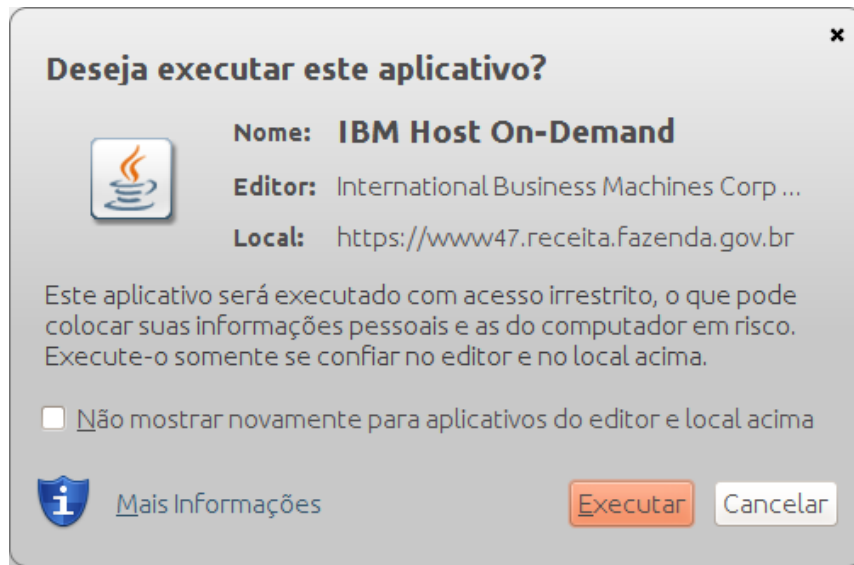 Deseja executar este aplicativo?
Nome: IBM Host On-Demand
Editor: International Business Machines Corp ...
Local: https://www47.receita.fazenda.gov.br
Este aplicativo será executado com acesso irrestrito, o que pode
colocar suas informações pessoais e as do computador em risco.
Execute-o somente se confiar no editor e no local acima.
Não mostrar novamente para aplicativos do editor e local acima
Mais Informações
Executar
Cancelar